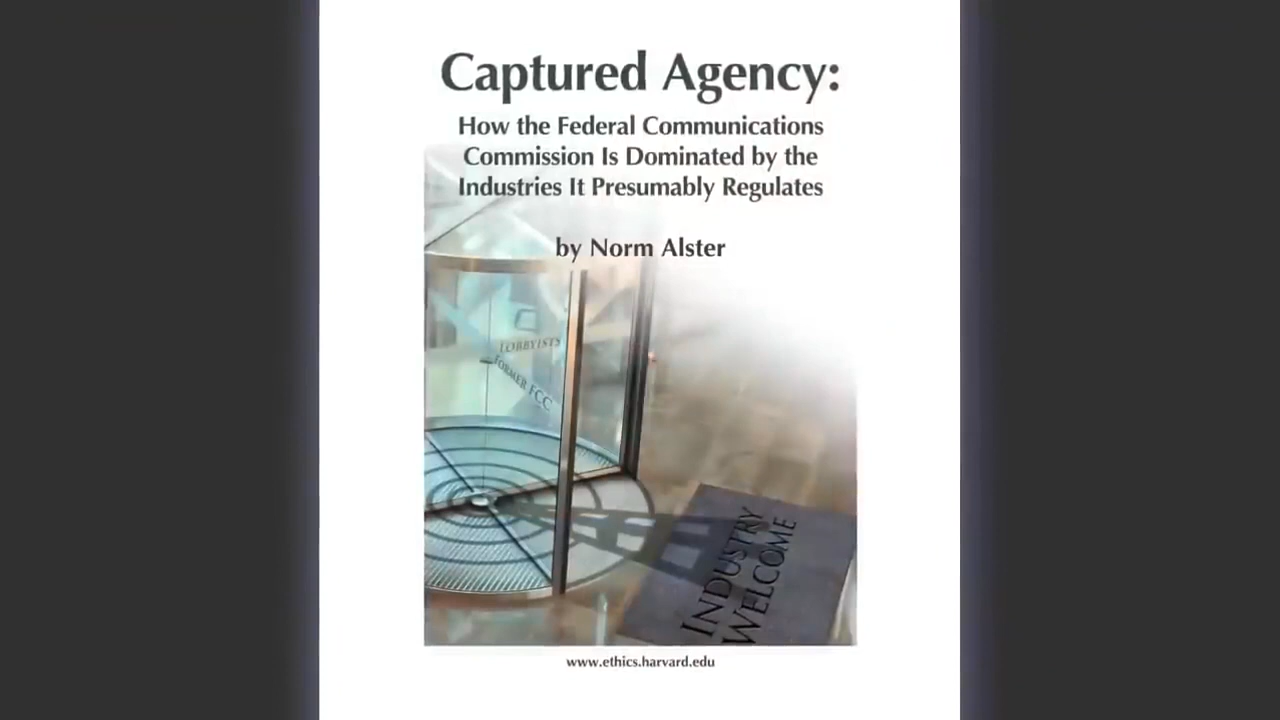 Captured Agency:
How the Federal Communications
Commission Is Dominated by the
Industries It Presumably Regulates
by Norm Alster
LOBBYISTS
FORMER FCC
INDUSTRY
WELCOME
www.ethics.harvard.edu